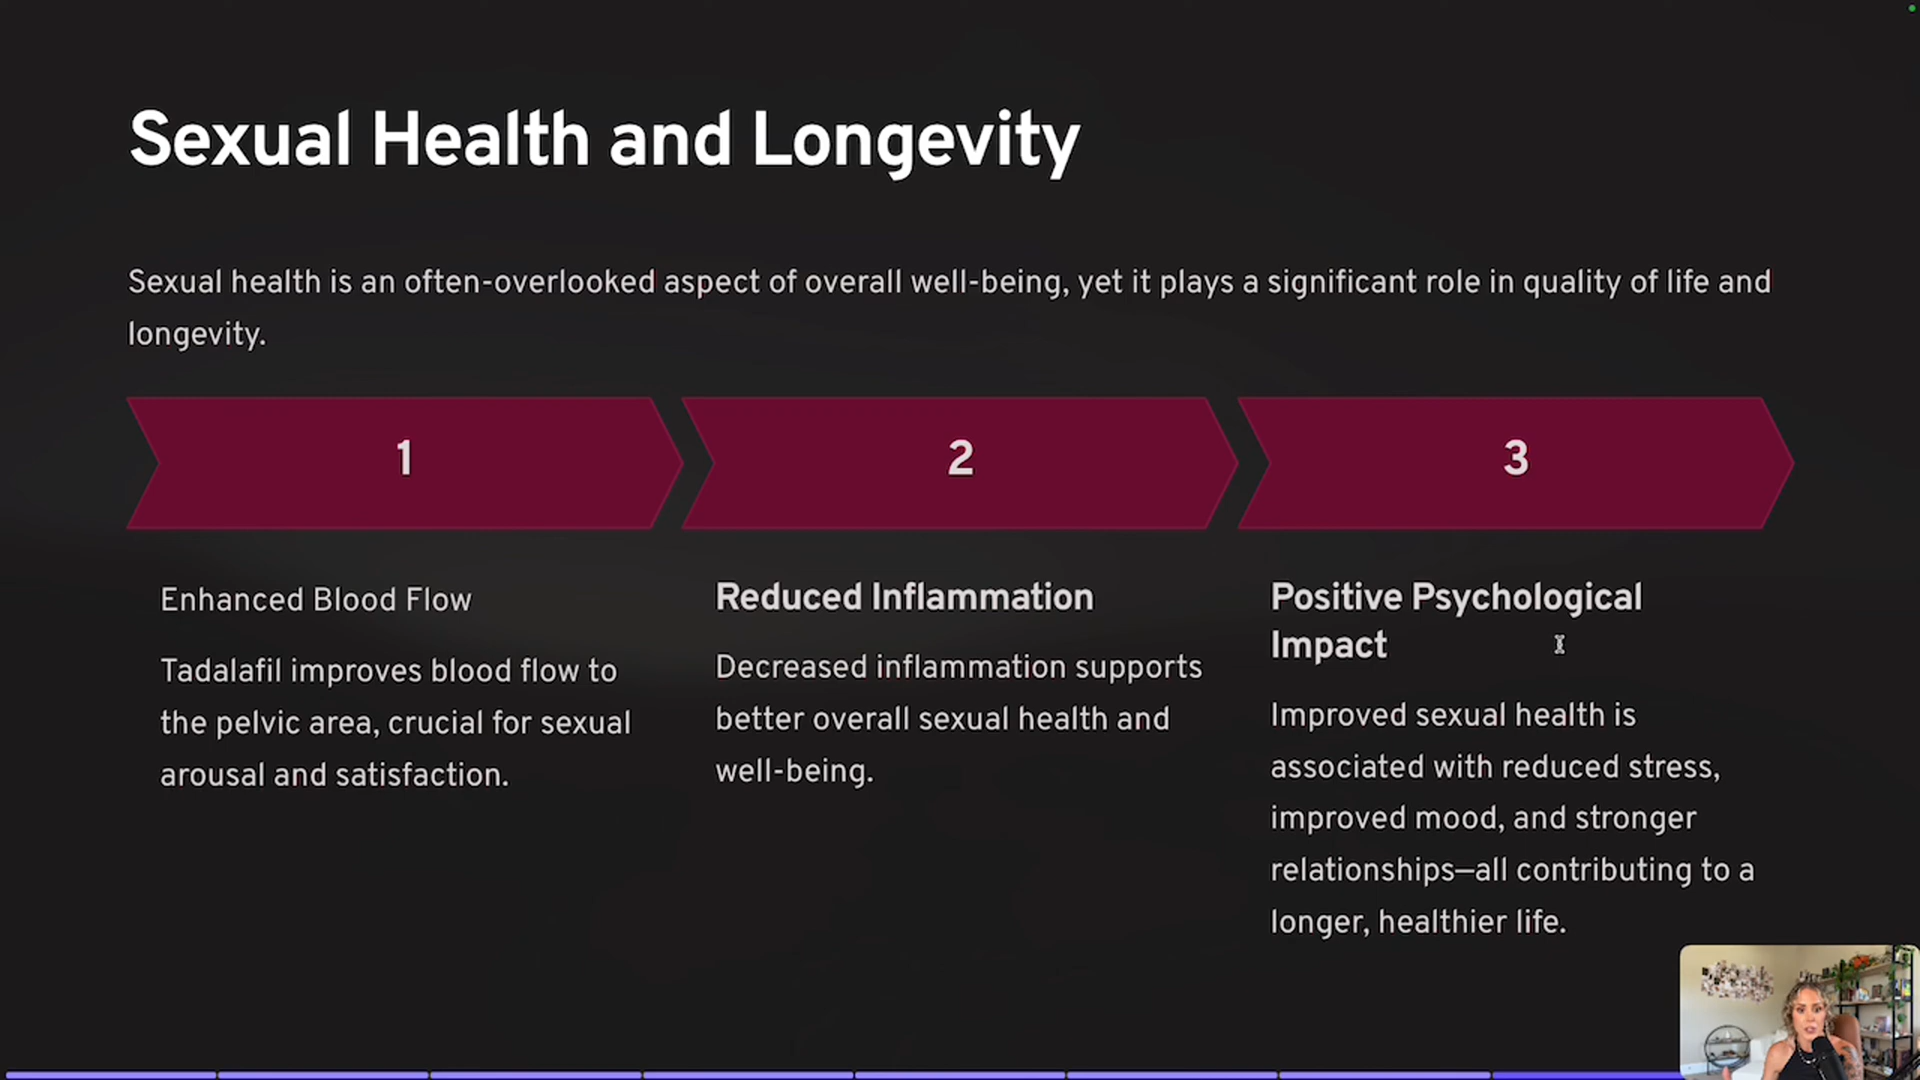 Sexual Health and Longevity
Sexual health is an often-overlooked aspect of overall well-being, yet it plays a significant role in quality of life and
longevity.
1
2
3
Enhanced Blood Flow
Tadalafil improves blood flow to
the pelvic area, crucial for sexual
arousal and satisfaction.
Reduced Inflammation
Decreased inflammation supports
better overall sexual health and
well-being.
Positive Psychological
Impact
Improved sexual health is
associated with reduced stress,
improved mood, and stronger
relationships—all contributing to a
longer, healthier life.